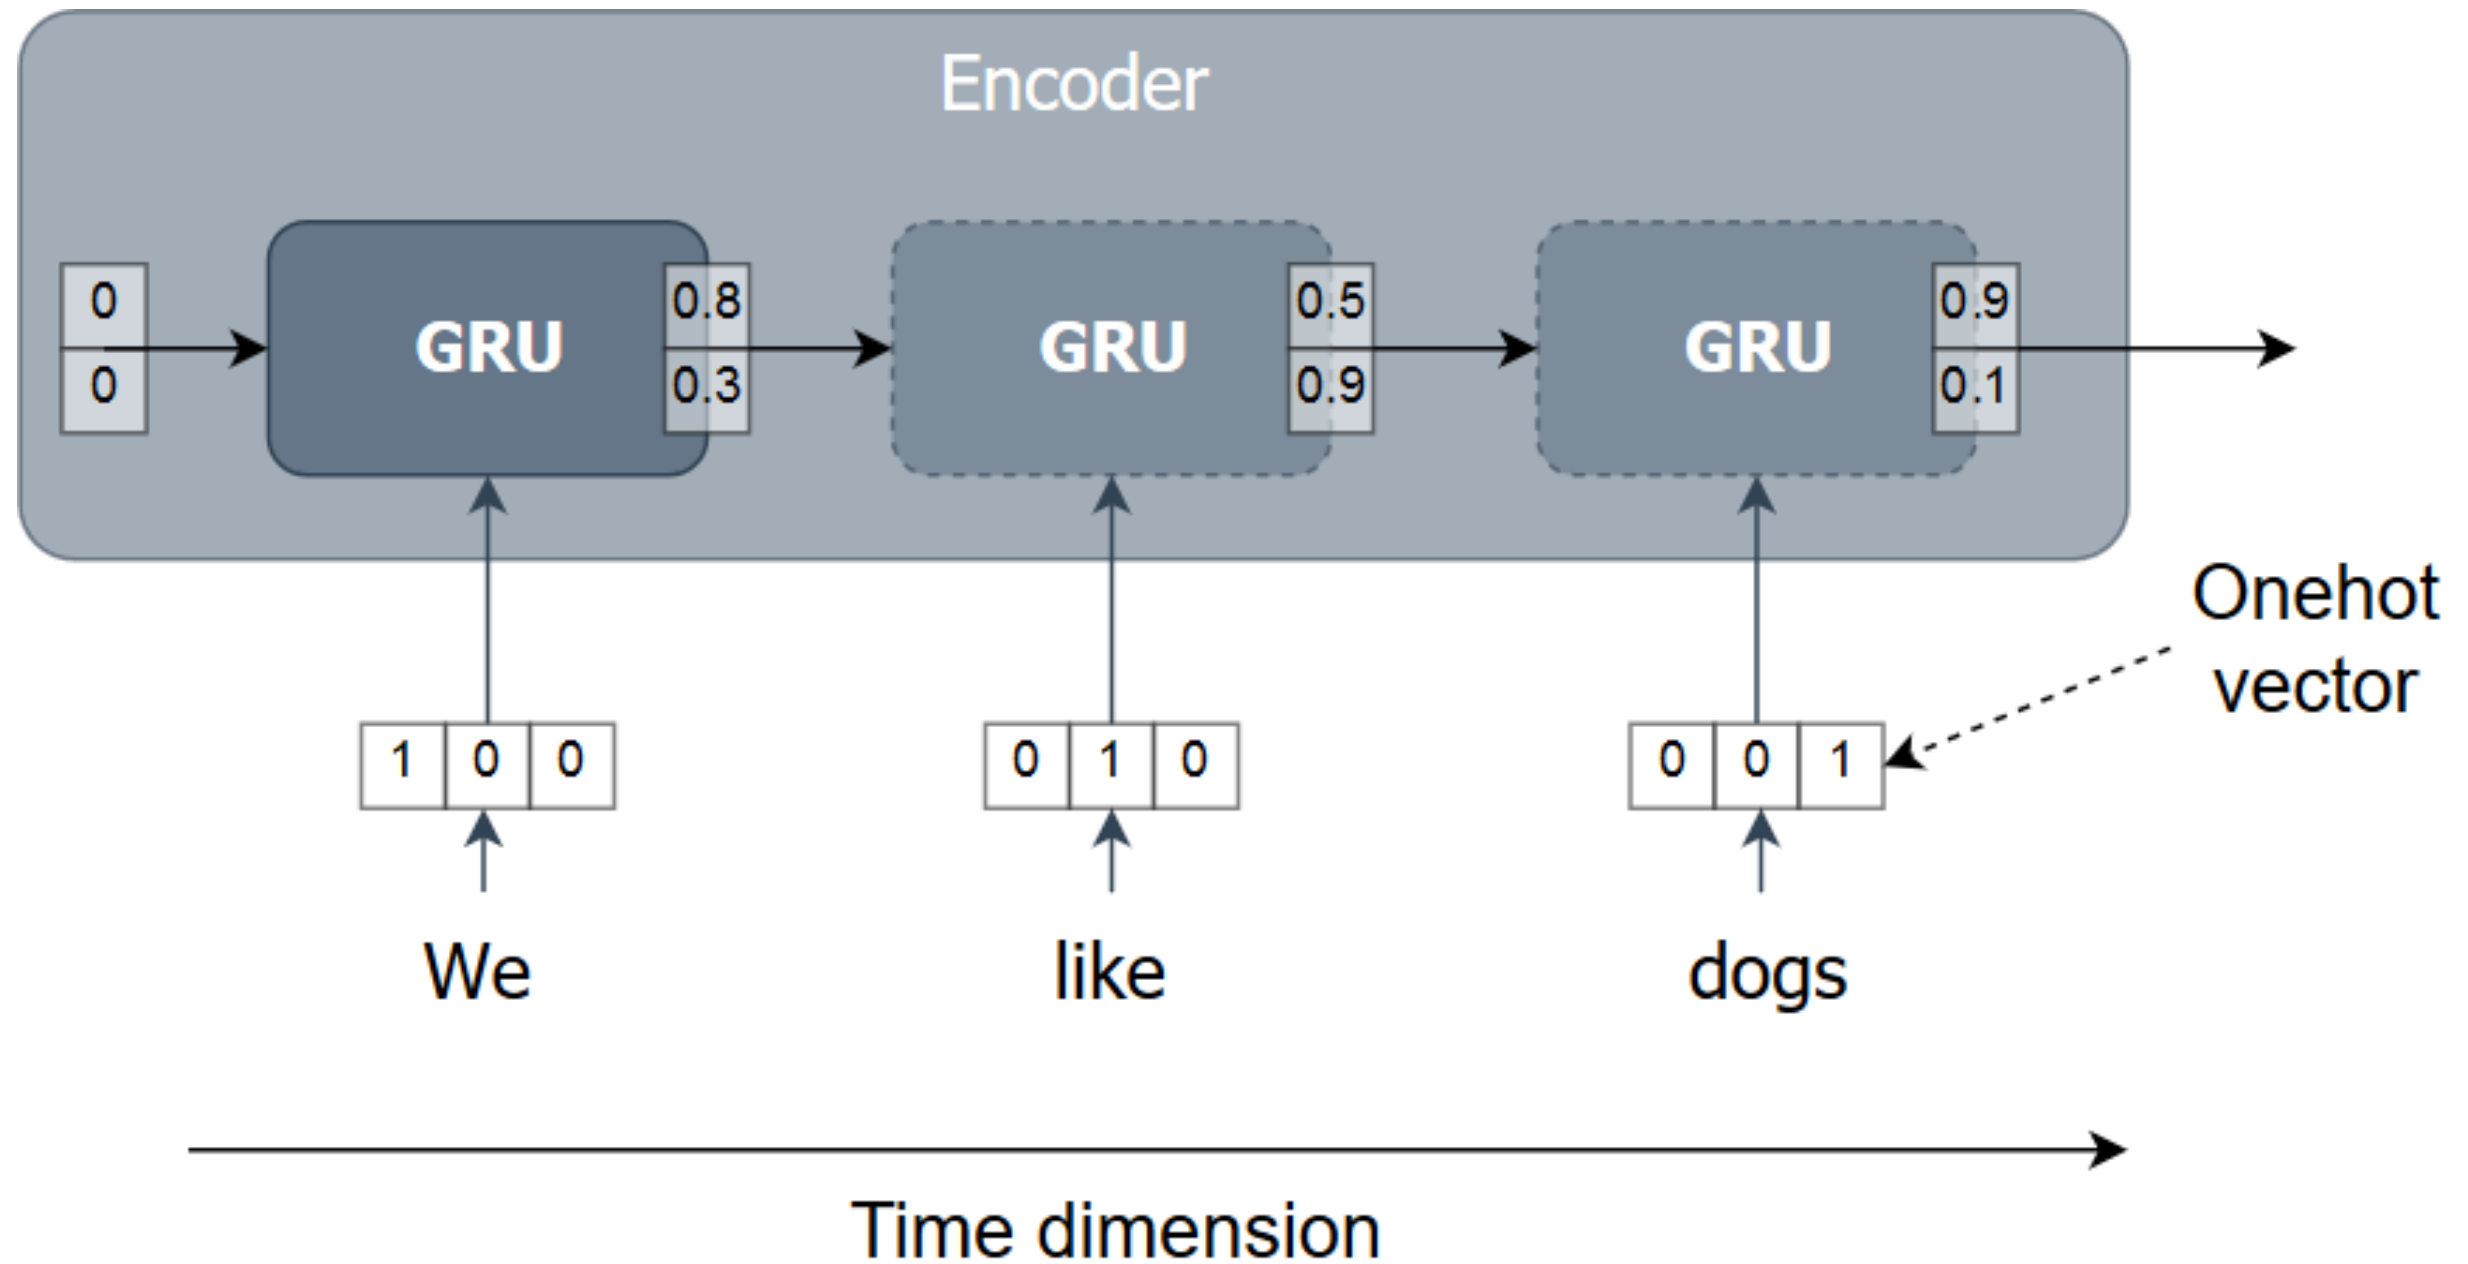 Encoder
0 0.8 0.5 0.9
GRU GRU GRU
0 0.3 0.9 0.1
Onehot
vector
1 0 0 0 1 0 0 0 1
We like dogs
Time dimension